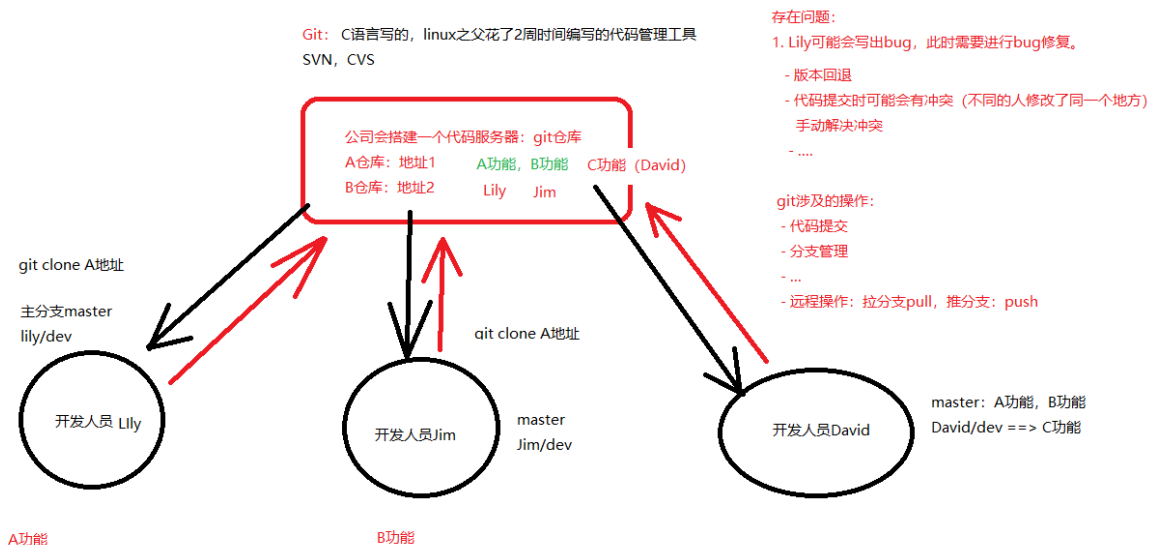 Git： C语言写的，linux之父花了2周时间编写的代码管理工具
SVN，CVS
公司会搭建一个代码服务器：git仓库
A仓库：地址1
B仓库：地址2
A功能，B功能
C功能（David）
Lily
Jim
存在问题：
1. Lily可能会写出bug，此时需要进行bug修复。
- 版本回退
- 代码提交时可能会有冲突（不同的人修改了同一个地方）
手动解决冲突
- ....
git涉及的操作：
- 代码提交
- 分支管理
- ...
- 远程操作：拉分支pull，推分支：push
git clone A地址
主分支master
lily/dev
开发人员 LIly
A功能
git clone A地址
开发人员Jim
master
Jim/dev
B功能
开发人员David
master：A功能，B功能
David/dev ==> C功能